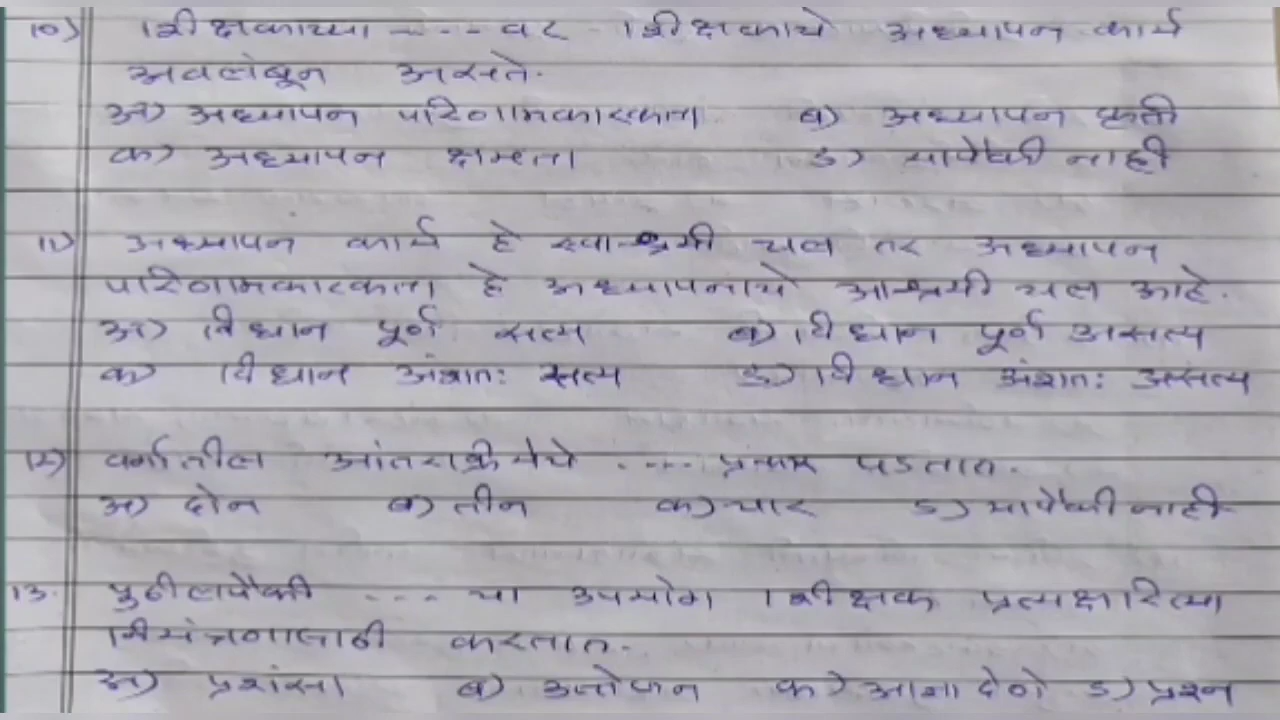 10) शिक्षकाच्या ---- वर शिक्षकाचे अध्यापन कार्य
अवलंबून असते.
अ) अध्यापन परिणामकारकता ब) अध्यापन कृती
क) अध्यापन क्षमता ड) यापैकी नाही
11) अध्यापन कार्य हे स्वाश्रयी चल तर अध्यापन
परिणामकारकता हे अध्यापनाचे आश्रयी चल आहे.
अ) विधान पूर्ण सत्य ब) विधान पूर्ण असत्य
क) विधान अंशतः सत्य ड) विधान अंशतः असत्य
12) वर्गातील आंतरक्रियेचे .--- प्रकार पडतात.
अ) दोन ब) तीन क) चार ड) यापैकी नाही
13. पुढीलपैकी ---- चा उपयोग शिक्षक प्रत्यक्षरित्या
नियंत्रणासाठी करतात.
अ) प्रशंसा ब) उत्तेजन क) आज्ञा देणे ड) प्रश्न